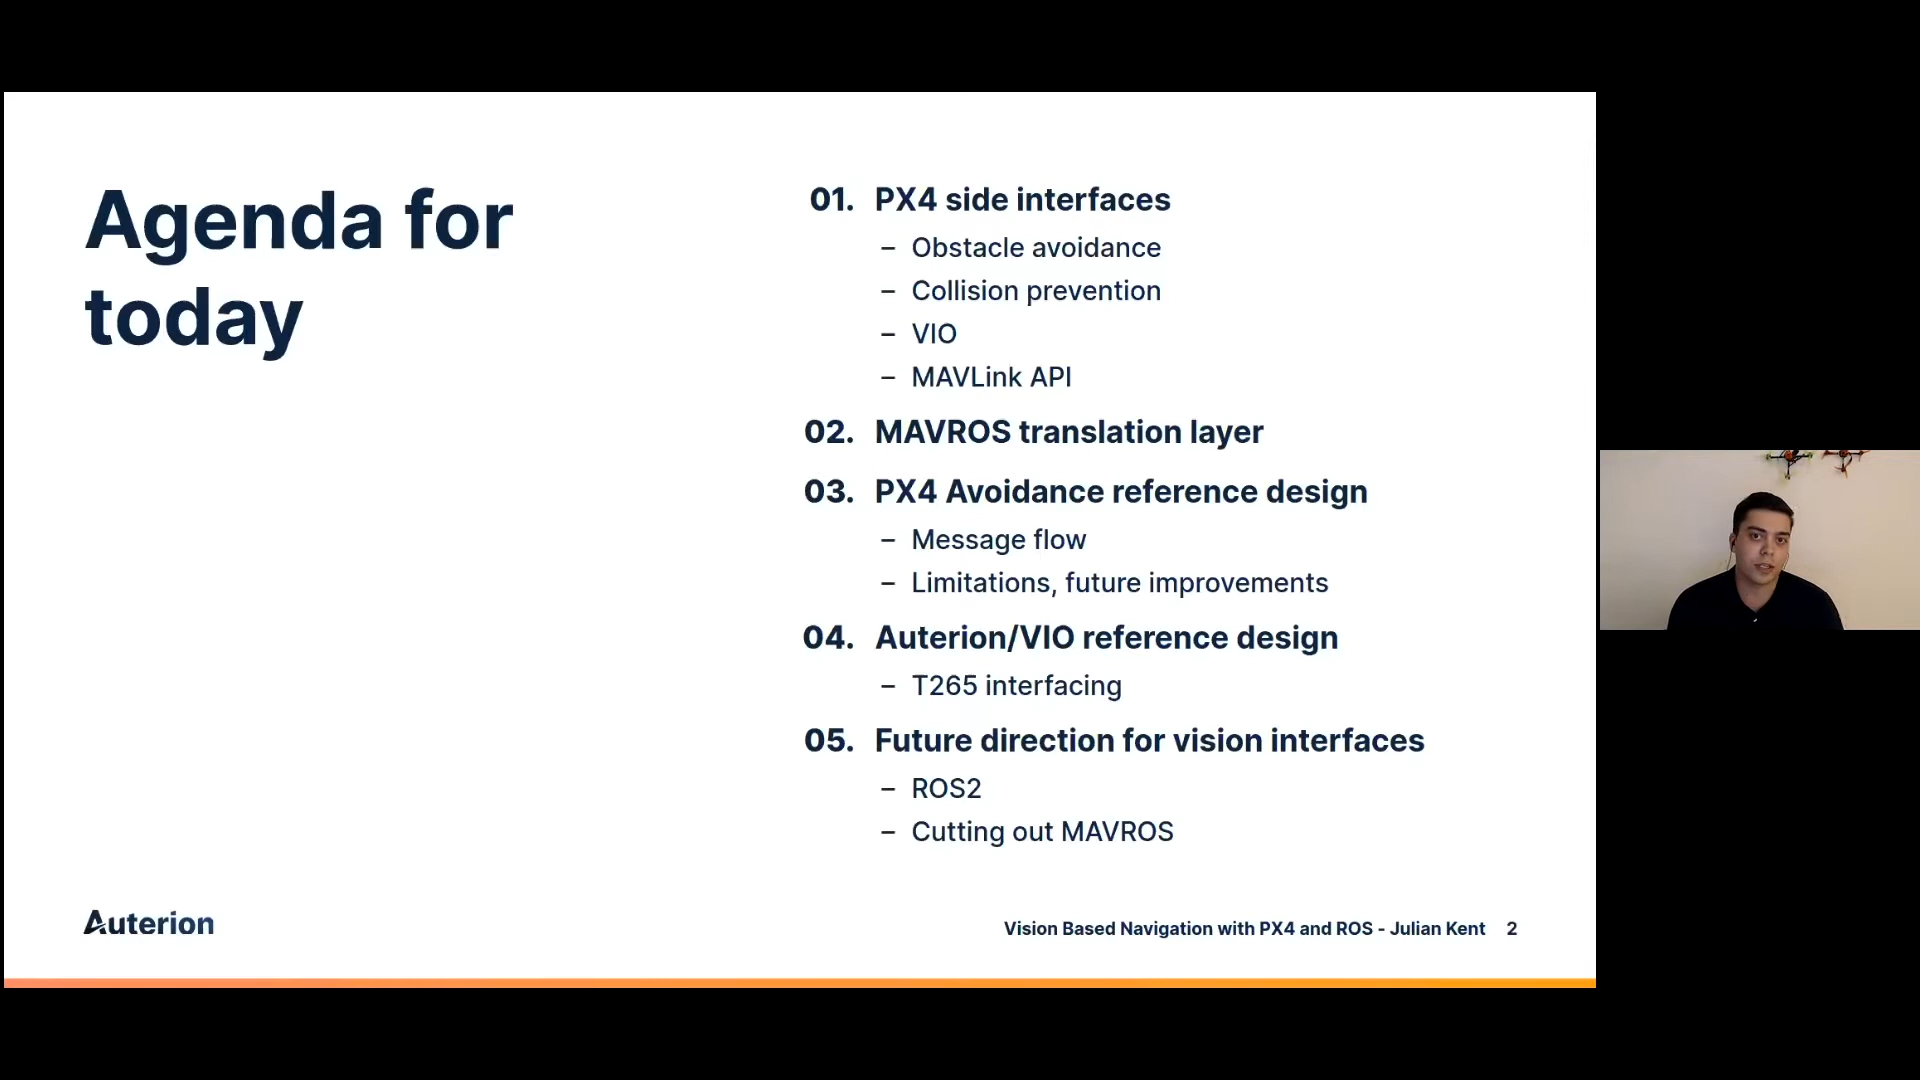 Agenda for
today
01. PX4 side interfaces
– Obstacle avoidance
– Collision prevention
– VIO
– MAVLink API
02. MAVROS translation layer
03. PX4 Avoidance reference design
– Message flow
– Limitations, future improvements
04. Auterion/VIO reference design
– T265 interfacing
05. Future direction for vision interfaces
– ROS2
– Cutting out MAVROS
Auterion
Vision Based Navigation with PX4 and ROS - Julian Kent 2